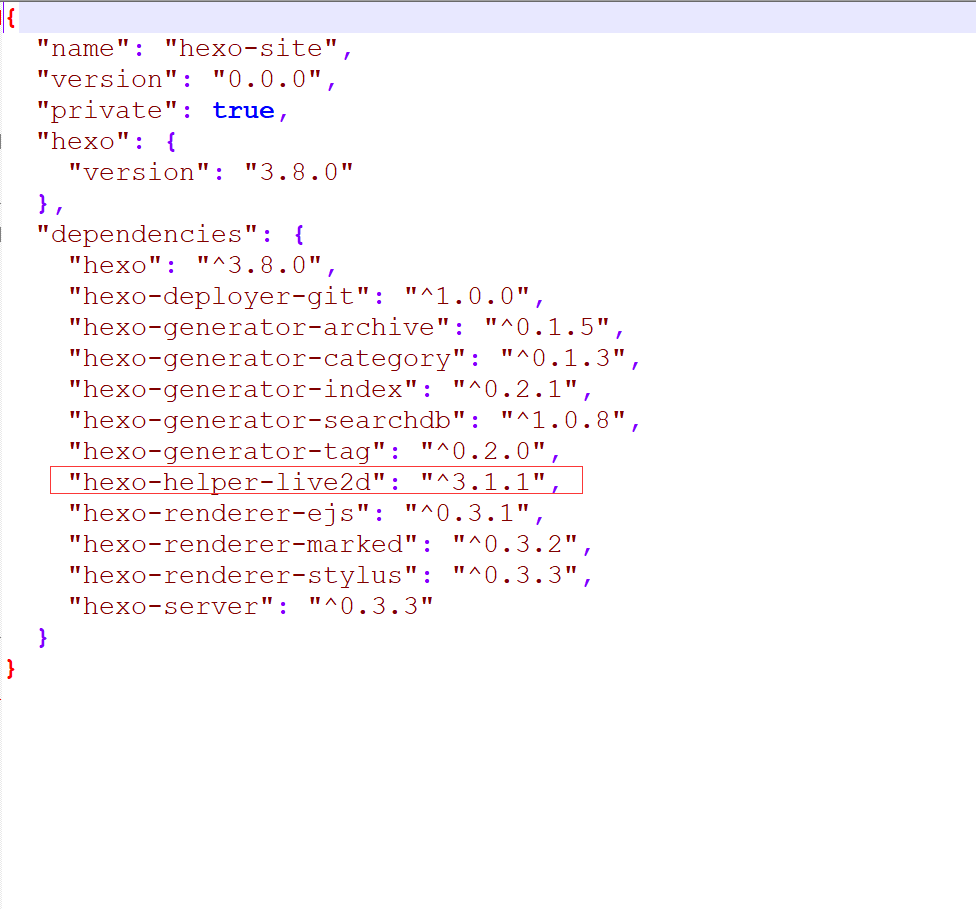 {
  "name": "hexo-site",
  "version": "0.0.0",
  "private": true,
  "hexo": {
    "version": "3.8.0"
  },
  "dependencies": {
    "hexo": "^3.8.0",
    "hexo-deployer-git": "^1.0.0",
    "hexo-generator-archive": "^0.1.5",
    "hexo-generator-category": "^0.1.3",
    "hexo-generator-index": "^0.2.1",
    "hexo-generator-searchdb": "^1.0.8",
    "hexo-generator-tag": "^0.2.0",
    "hexo-helper-live2d": "^3.1.1",
    "hexo-renderer-ejs": "^0.3.1",
    "hexo-renderer-marked": "^0.3.2",
    "hexo-renderer-stylus": "^0.3.3",
    "hexo-server": "^0.3.3"
  }
}